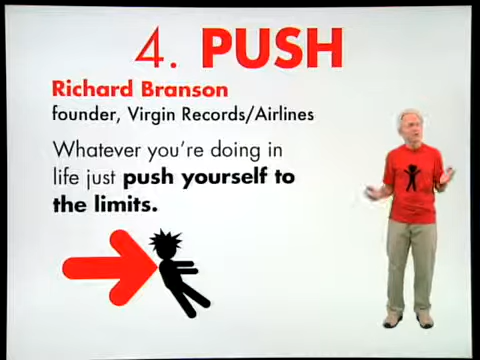 4. PUSH
Richard Branson
founder, Virgin Records/Airlines
Whatever you're doing in
life just push yourself to
the limits.